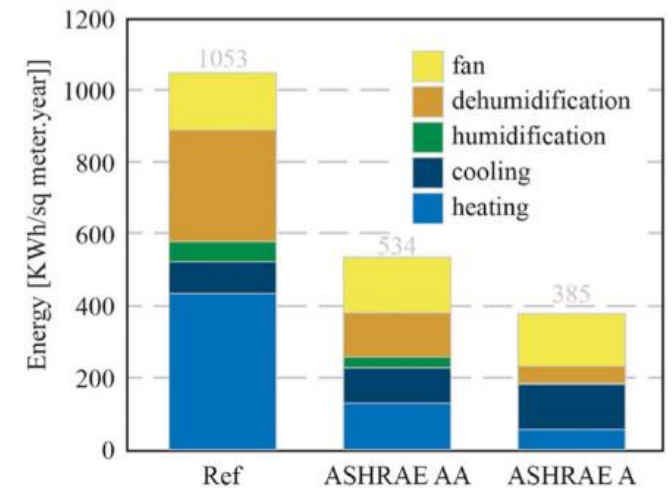 Energy [KWh/sq meter.year]]
1200
1000
800
600
400
200
0
1053
534
385
fan
dehumidification
humidification
cooling
heating
Ref
ASHRAE AA
ASHRAE A